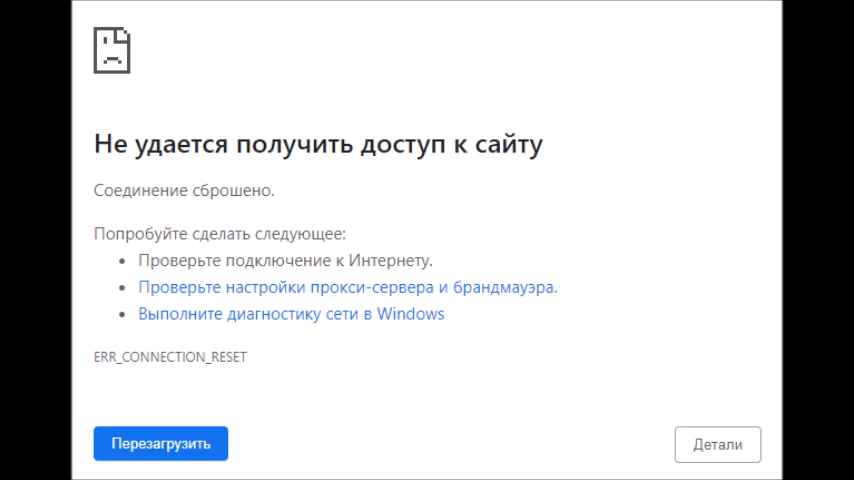 Не удается получить доступ к сайту
Соединение сброшено.
Попробуйте сделать следующее:
Проверьте подключение к Интернету.
Проверьте настройки прокси-сервера и брандмауэра.
Выполните диагностику сети в Windows
ERR_CONNECTION_RESET
Перезагрузить
Детали